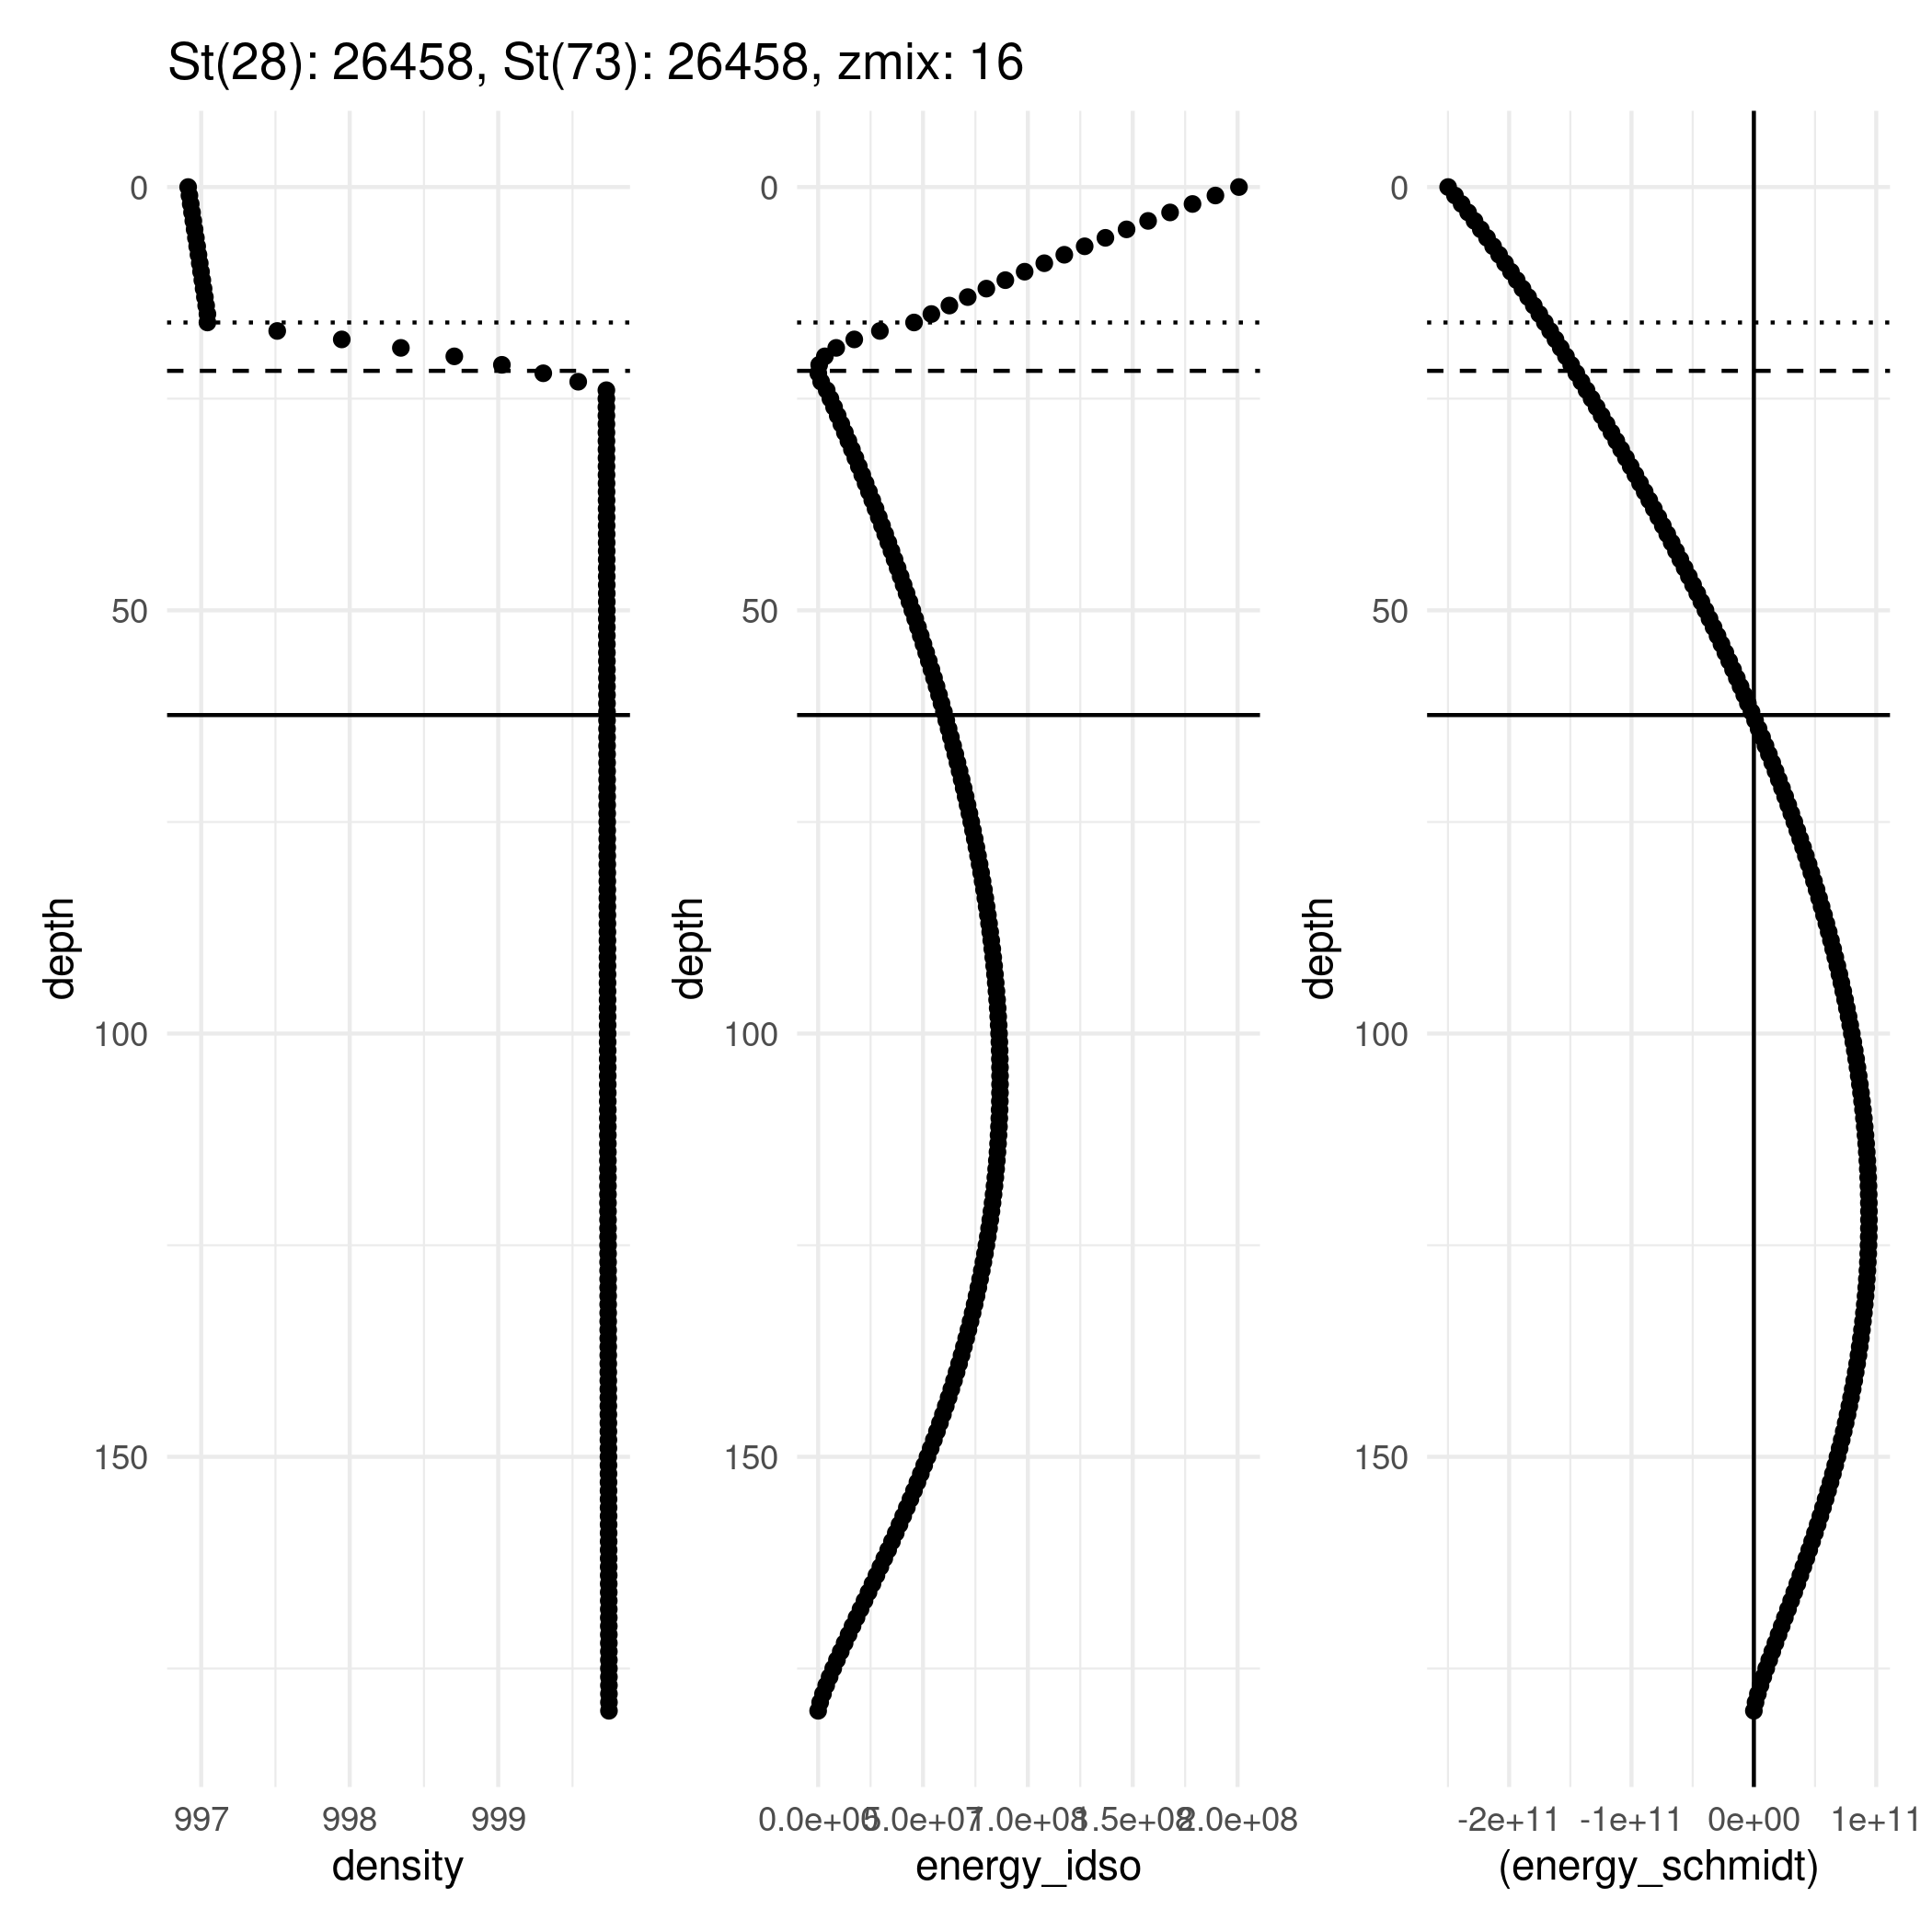 St(28): 26458, St(73): 26458, zmix: 16
0
50
100
150
depth
997
998
999
density
0
50
100
150
depth
0.0e+00
5.0e+07
1.0e+08
1.5e+08
2.0e+08
energy_idso
0
50
100
150
depth
-2e+11
-1e+11
0e+00
1e+11
(energy_schmidt)